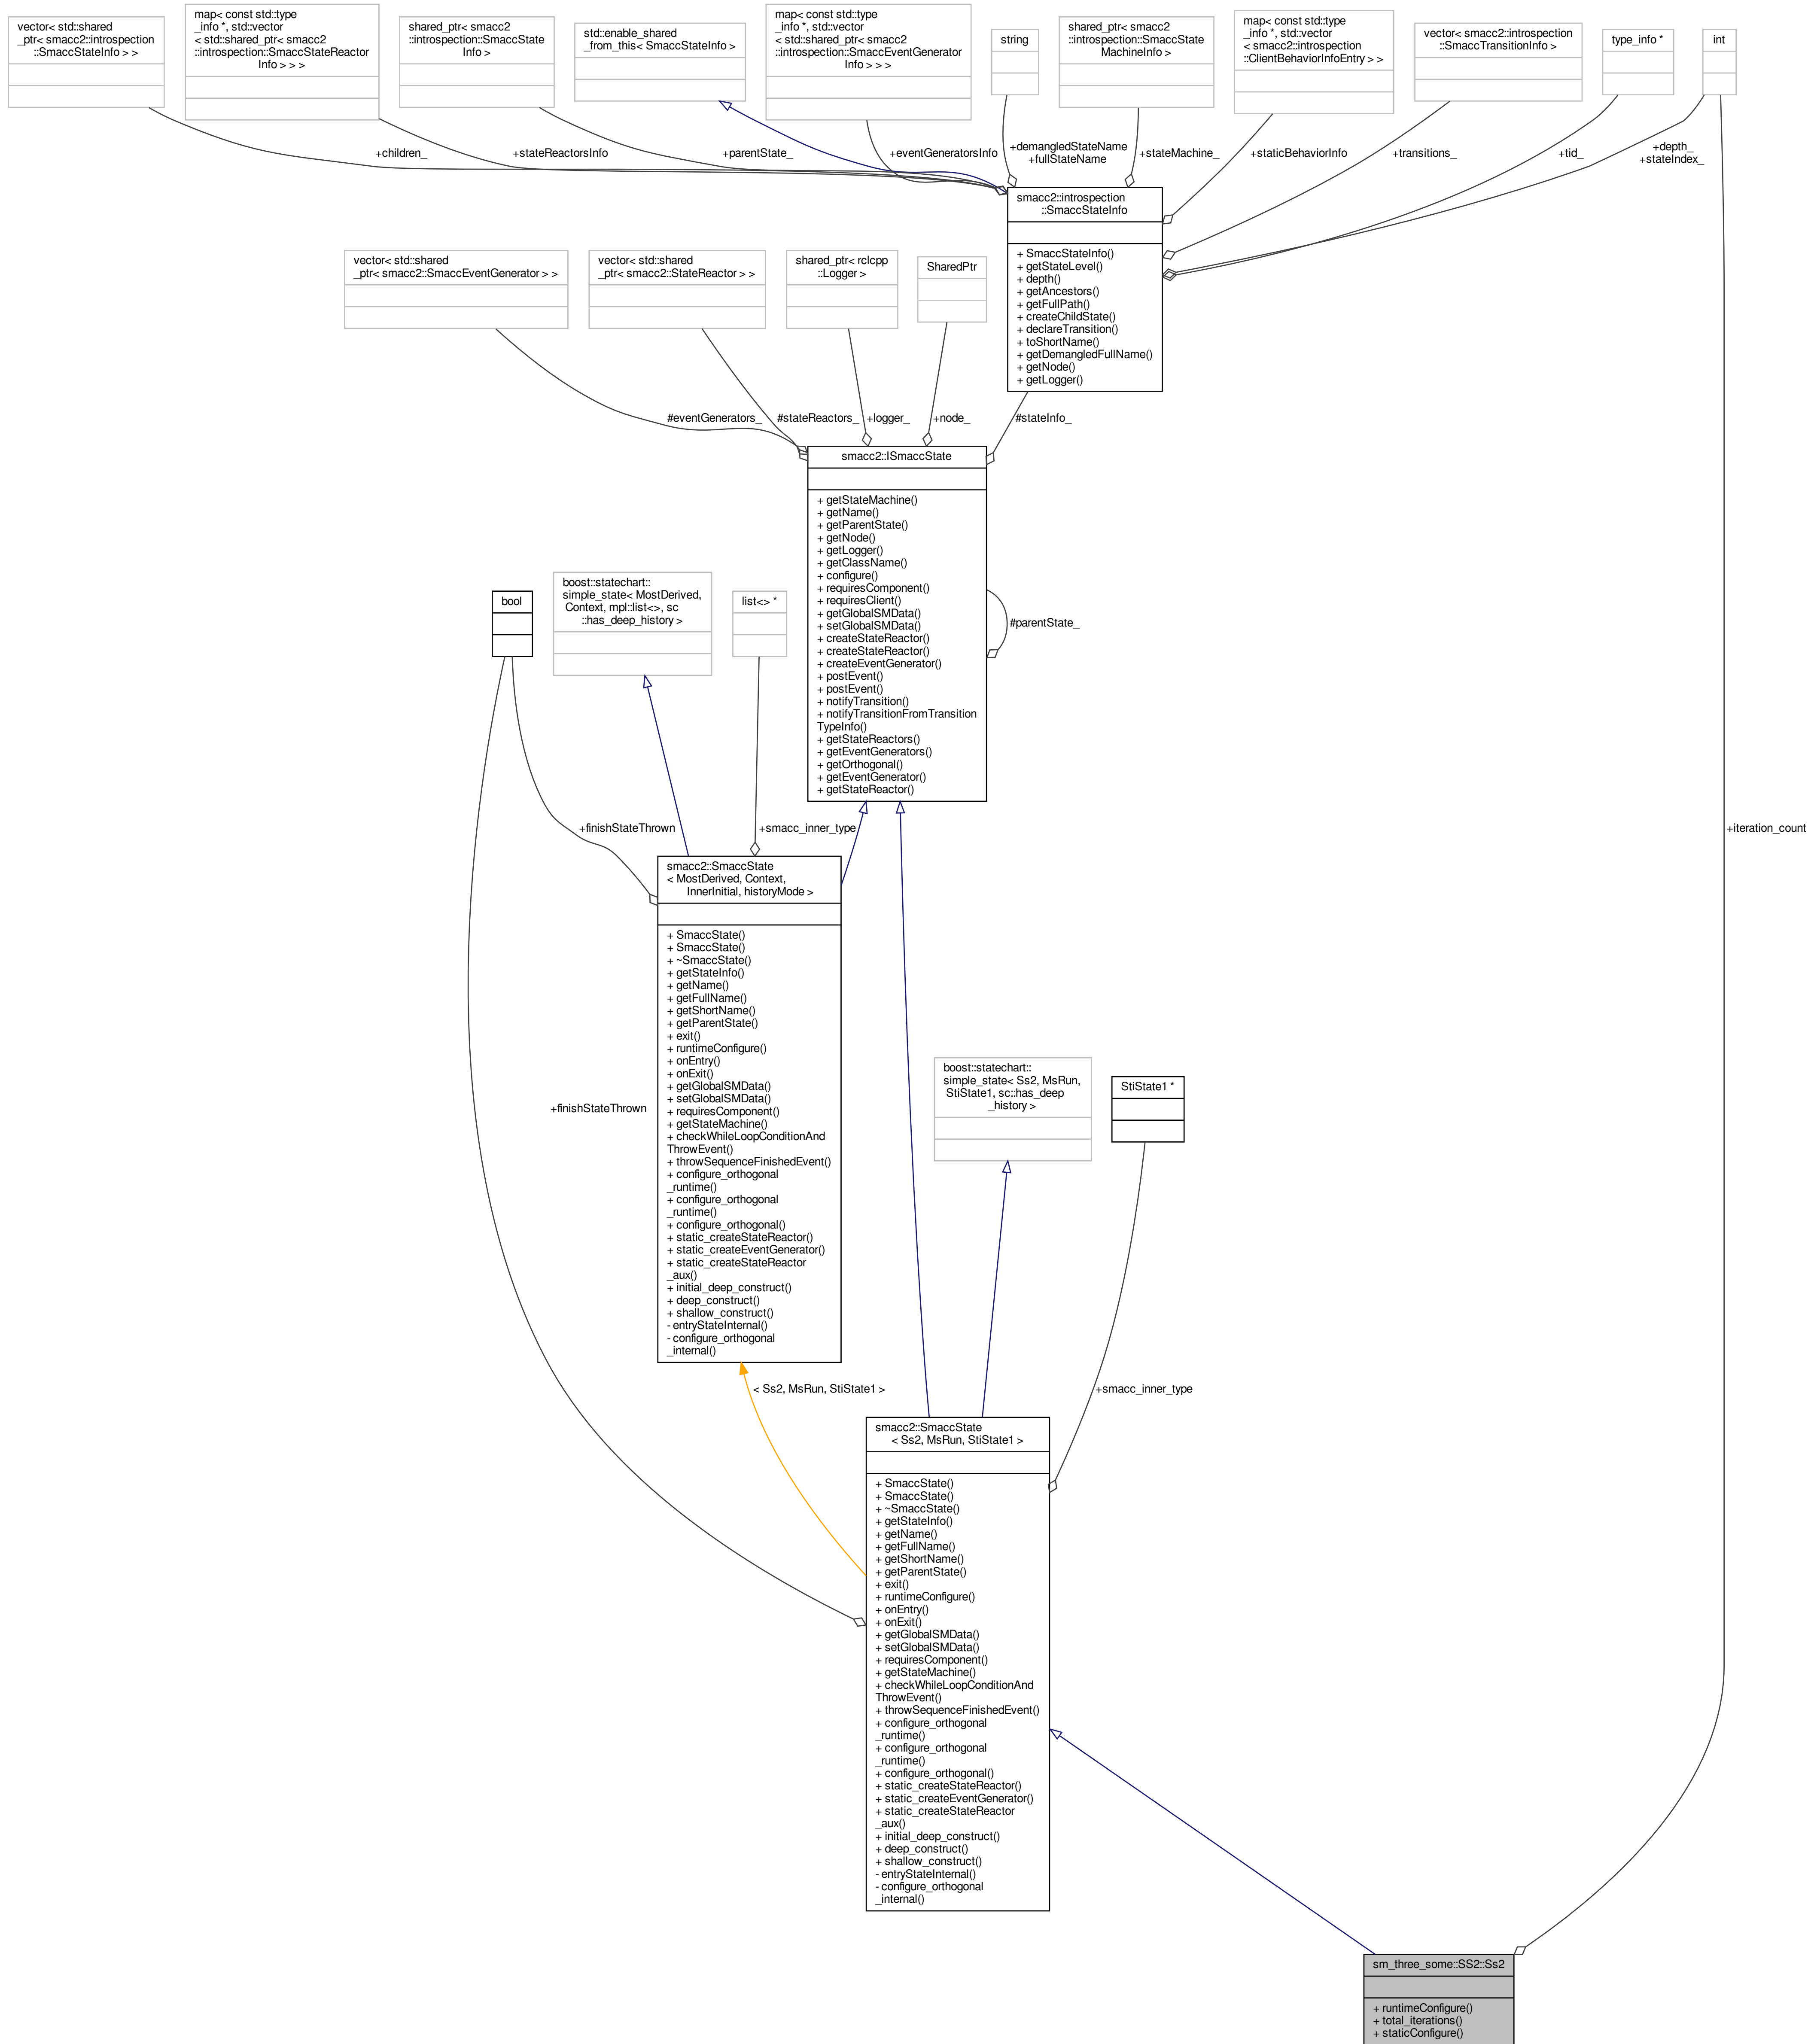 vector< std::shared
_ptr< smacc2::introspection
::SmaccStateInfo > >
map< const std::type
_info *, std::vector
< std::shared_ptr< smacc2
::introspection::SmaccStateReactor
Info > > >
shared_ptr< smacc2
::introspection::SmaccState
Info >
std::enable_shared
_from_this< SmaccStateInfo >
map< const std::type
_info *, std::vector
< std::shared_ptr< smacc2
::introspection::SmaccEventGenerator
Info > > >
string
shared_ptr< smacc2
::introspection::SmaccState
MachineInfo >
map< const std::type
_info *, std::vector
< smacc2::introspection
::ClientBehaviorInfoEntry > >
vector< smacc2::introspection
::SmaccTransitionInfo >
type_info *
int
+children_
+stateReactorsInfo
+parentState_
+eventGeneratorsInfo
+demangledStateName
+fullStateName
+stateMachine_
+staticBehaviorInfo
+transitions_
+tid_
+depth_
+stateIndex_
smacc2::introspection
::SmaccStateInfo
+ SmaccStateInfo()
+ getStateLevel()
+ depth()
+ getAncestors()
+ getFullPath()
+ createChildState()
+ declareTransition()
+ toShortName()
+ getDemangledFullName()
+ getNode()
+ getLogger()
vector< std::shared
_ptr< smacc2::SmaccEventGenerator > >
vector< std::shared
_ptr< smacc2::StateReactor > >
shared_ptr< rclcpp
::Logger >
SharedPtr
#eventGenerators_
#stateReactors_
+logger_
+node_
#stateInfo_
smacc2::ISmaccState
+ getStateMachine()
+ getName()
+ getParentState()
+ getNode()
+ getLogger()
+ getClassName()
+ configure()
+ requiresComponent()
+ requiresClient()
+ getGlobalSMData()
+ setGlobalSMData()
+ createStateReactor()
+ createStateReactor()
+ createEventGenerator()
+ postEvent()
+ postEvent()
+ notifyTransition()
+ notifyTransitionFromTransition
TypeInfo()
+ getStateReactors()
+ getEventGenerators()
+ getOrthogonal()
+ getEventGenerator()
+ getStateReactor()
#parentState_
bool
boost::statechart::
simple_state< MostDerived,
Context, mpl::list<>, sc
::has_deep_history >
list<> *
+finishStateThrown
+smacc_inner_type
+iteration_count
smacc2::SmaccState
< MostDerived, Context,
InnerInitial, historyMode >
+ SmaccState()
+ SmaccState()
+ ~SmaccState()
+ getStateInfo()
+ getName()
+ getFullName()
+ getShortName()
+ getParentState()
+ exit()
+ runtimeConfigure()
+ onEntry()
+ onExit()
+ getGlobalSMData()
+ setGlobalSMData()
+ requiresComponent()
+ getStateMachine()
+ checkWhileLoopConditionAnd
ThrowEvent()
+ throwSequenceFinishedEvent()
+ configure_orthogonal
_runtime()
+ configure_orthogonal
_runtime()
+ configure_orthogonal()
+ static_createStateReactor()
+ static_createEventGenerator()
+ static_createStateReactor
_aux()
+ initial_deep_construct()
+ deep_construct()
+ shallow_construct()
- entryStateInternal()
- configure_orthogonal
_internal()
+finishStateThrown
boost::statechart::
simple_state< Ss2, MsRun,
StiState1, sc::has_deep
_history >
StiState1 *
< Ss2, MsRun, StiState1 >
+smacc_inner_type
smacc2::SmaccState
< Ss2, MsRun, StiState1 >
+ SmaccState()
+ SmaccState()
+ ~SmaccState()
+ getStateInfo()
+ getName()
+ getFullName()
+ getShortName()
+ getParentState()
+ exit()
+ runtimeConfigure()
+ onEntry()
+ onExit()
+ getGlobalSMData()
+ setGlobalSMData()
+ requiresComponent()
+ getStateMachine()
+ checkWhileLoopConditionAnd
ThrowEvent()
+ throwSequenceFinishedEvent()
+ configure_orthogonal
_runtime()
+ configure_orthogonal
_runtime()
+ configure_orthogonal()
+ static_createStateReactor()
+ static_createEventGenerator()
+ static_createStateReactor
_aux()
+ initial_deep_construct()
+ deep_construct()
+ shallow_construct()
- entryStateInternal()
- configure_orthogonal
_internal()
sm_three_some::SS2::Ss2
+ runtimeConfigure()
+ total_iterations()
+ staticConfigure()